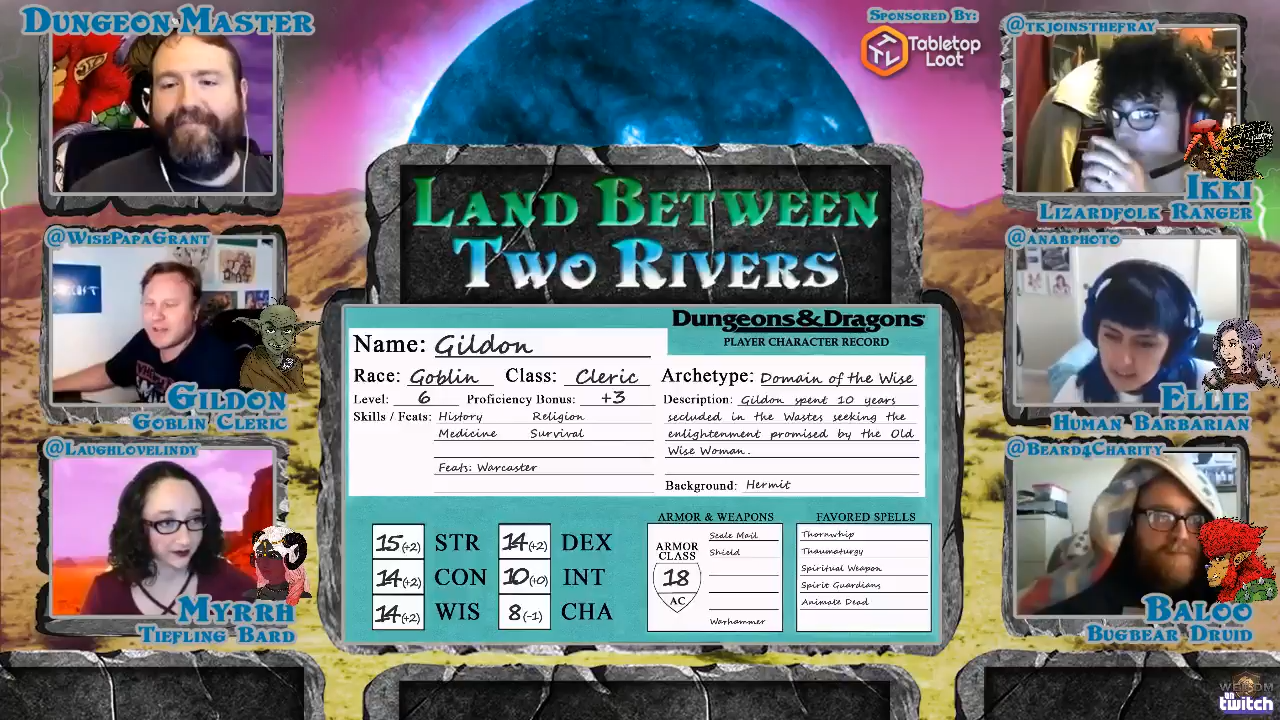 Dungeon Master
Sponsored By:
Tabletop
Loot
@tkjoinsthefray
Ikki
Lizardfolk Ranger
Land Between
Two Rivers
@WisePapaGrant
Gildon
Goblin Cleric
@anabphoto
Ellie
Human Barbarian
@Laughlovelindy
Myrrh
Tiefling Bard
@Beard4Charity
Baloo
Bugbear Druid
Dungeons & Dragons
PLAYER CHARACTER RECORD
Name: Gildon
Race: Goblin Class: Cleric Archetype: Domain of the Wise
Level: 6 Proficiency Bonus: +3
Skills / Feats: History Religion
Medicine Survival
Feats: Warcaster
Description: Gildon spent 10 years
secluded in the Wastes seeking the
enlightenment promised by the Old
Wise Woman.
Background: Hermit
15 (+2) STR 14 (+2) DEX
14 (+2) CON 10 (+0) INT
14 (+2) WIS 8 (-1) CHA
ARMOR & WEAPONS
ARMOR
CLASS
18
AC
Scale Mail
Shield
Warhammer
FAVORED SPELLS
Thornwhip
Thaumaturgy
Spiritual Weapon
Spirit Guardians
Animate Dead
on
twitch